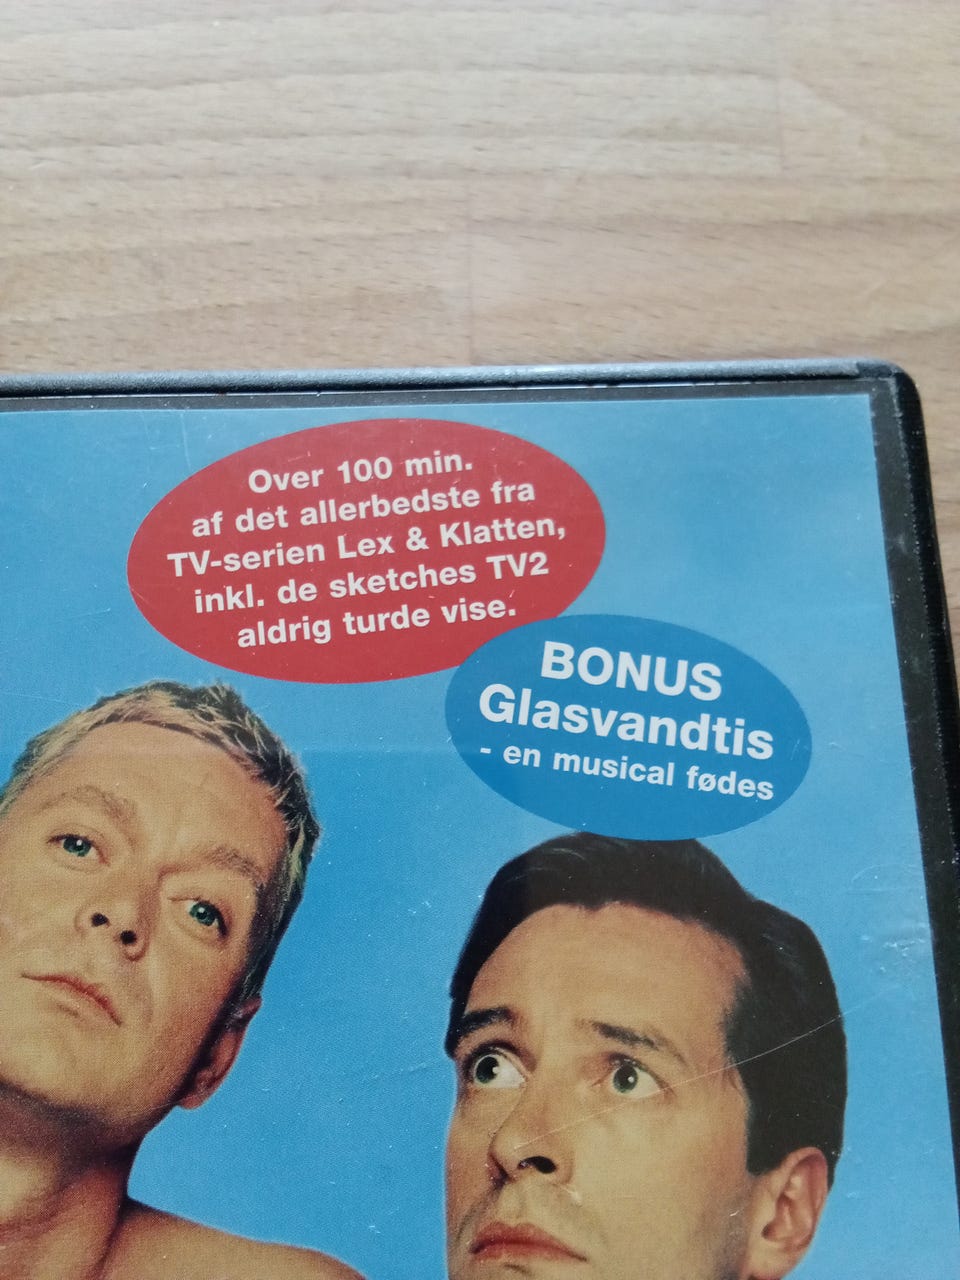 Over 100 min.
af det allerbedste fra
TV-serien Lex & Klatten,
inkl. de sketches TV2
aldrig turde vise.
BONUS
Glasvandtis
- en musical fødes